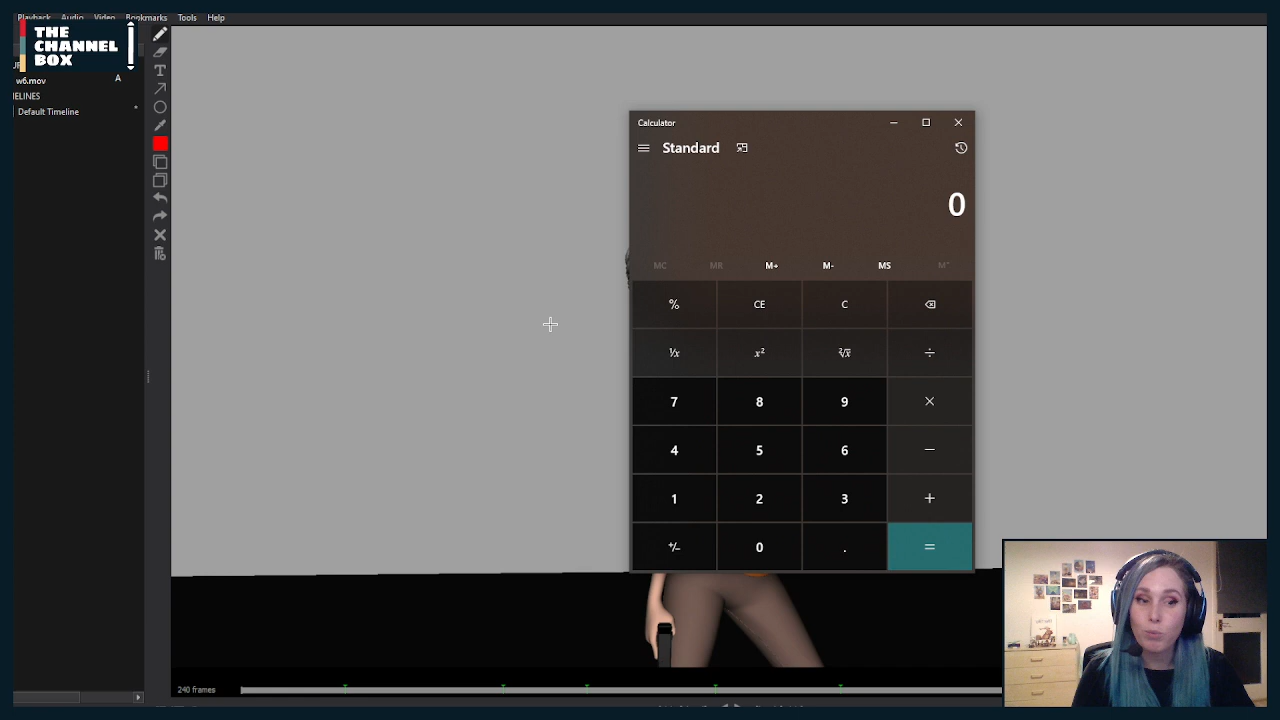 Playback Audio Video Bookmarks Tools Help
THE
CHANNEL
BOX
w6.mov A
ELINES
Default Timeline
Calculator
Standard
0
MC MR M+ M- MS
% CE C
¹/x x² ²√x ÷
7 8 9 ×
4 5 6 −
1 2 3 +
+/− 0 . =
240 frames